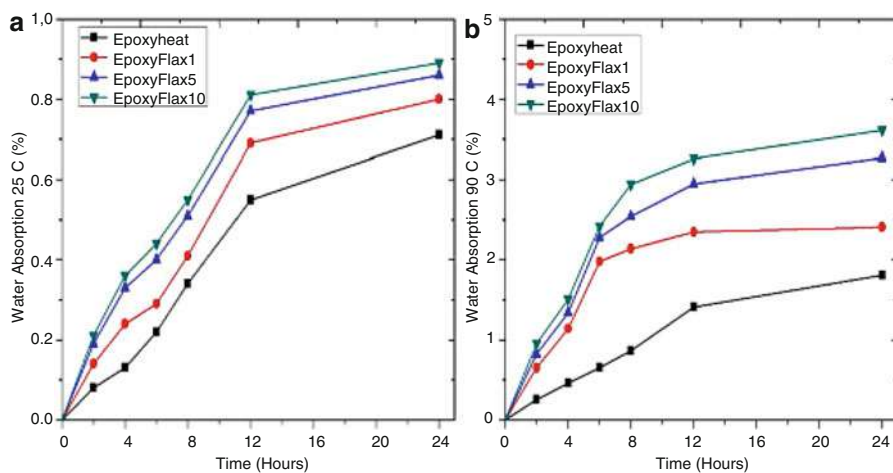 a
1.0
0.8
0.6
0.4
0.2
0.0
Water Absorption 25 C (%)
Epoxyheat
EpoxyFlax1
EpoxyFlax5
EpoxyFlax10
0 4 8 12 16 20 24
Time (Hours)
b
5
4
3
2
1
0
Water Absorption 90 C (%)
Epoxyheat
EpoxyFlax1
EpoxyFlax5
EpoxyFlax10
0 4 8 12 16 20 24
Time (Hours)